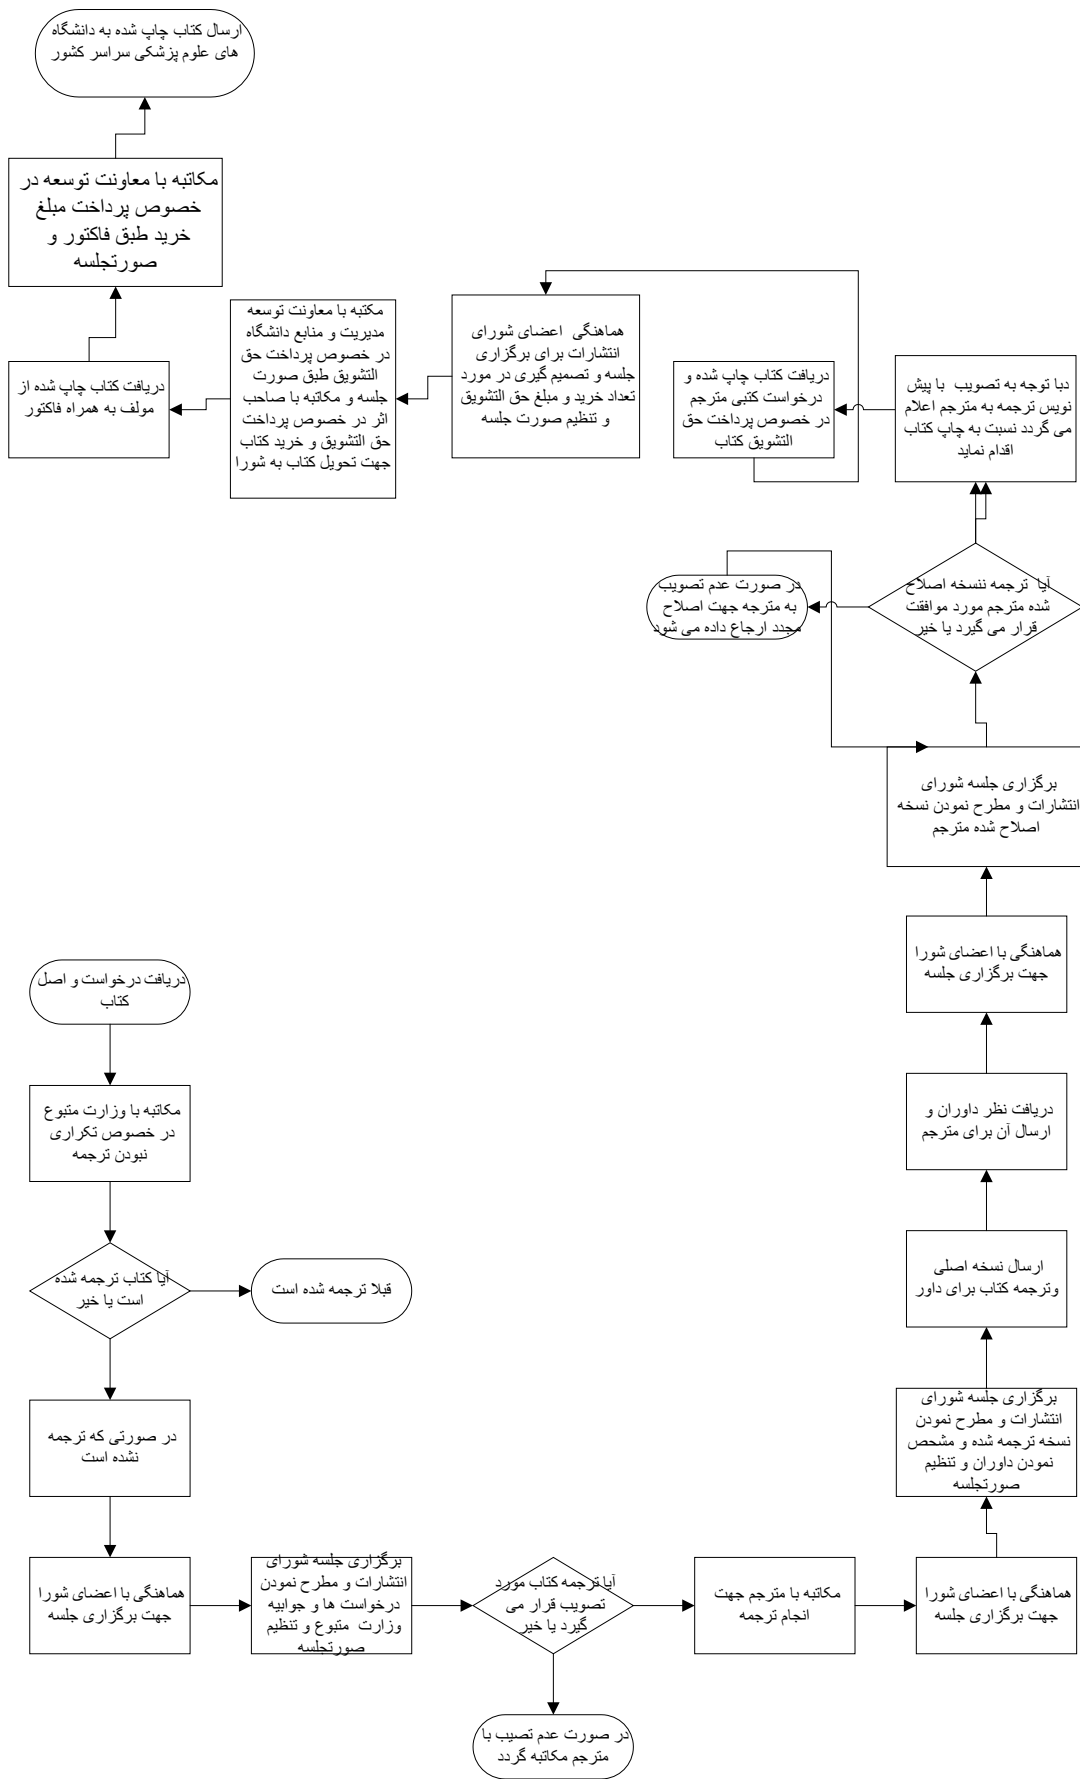 ارسال کتاب چاپ شده به دانشگاه
های علوم پزشکی سراسر کشور
مکاتبه با معاونت توسعه در
خصوص پرداخت مبلغ
خرید طبق فاکتور و
صورتجلسه
دریافت کتاب چاپ شده از
مولف به همراه فاکتور
مکتبه با معاونت توسعه
مدیریت و منابع دانشگاه
در خصوص پرداخت حق
التشویق طبق صورت
جلسه و مکاتبه با صاحب
اثر در خصوص پرداخت
حق التشویق و خرید کتاب
جهت تحویل کتاب به شورا
هماهنگی اعضای شورای
انتشارات برای برگزاری
جلسه و تصمیم گیری در مورد
تعداد خرید و مبلغ حق التشویق
و تنظیم صورت جلسه
دریافت کتاب چاپ شده و
درخواست کتبی مترجم
در خصوص پرداخت حق
التشویق کتاب
دبا توجه به تصویب با پیش
نویس ترجمه به مترجم اعلام
می گردد نسبت به چاپ کتاب
اقدام نماید
در صورت عدم تصویب
به مترجه جهت اصلاح
مجدد ارجاع داده می شود
آیا ترجمه ننسخه اصلاح
شده مترجم مورد موافقت
قرار می گیرد یا خیر
برگزاری جلسه شورای
انتشارات و مطرح نمودن نسخه
اصلاح شده مترجم
هماهنگی با اعضای شورا
جهت برگزاری جلسه
دریافت نظر داوران و
ارسال آن برای مترجم
ارسال نسخه اصلی
وترجمه کتاب برای داور
برگزاری جلسه شورای
انتشارات و مطرح نمودن
نسخه ترجمه شده و مشحص
نمودن داوران و تنظیم
صورتجلسه
دریافت درخواست و اصل
کتاب
مکاتبه با وزارت متبوع
در خصوص تکراری
نبودن ترجمه
آیا کتاب ترجمه شده
است یا خیر
قبلا ترجمه شده است
در صورتی که ترجمه
نشده است
هماهنگی با اعضای شورا
جهت برگزاری جلسه
برگزاری جلسه شورای
انتشارات و مطرح نمودن
درخواست ها و جوابیه
وزارت متبوع و تنظیم
صورتجلسه
آیا ترجمه کتاب مورد
تصویب قرار می
گیرد یا خیر
مکاتبه با مترجم جهت
انجام ترجمه
هماهنگی با اعضای شورا
جهت برگزاری جلسه
در صورت عدم تصیب با
مترجم مکاتبه گردد